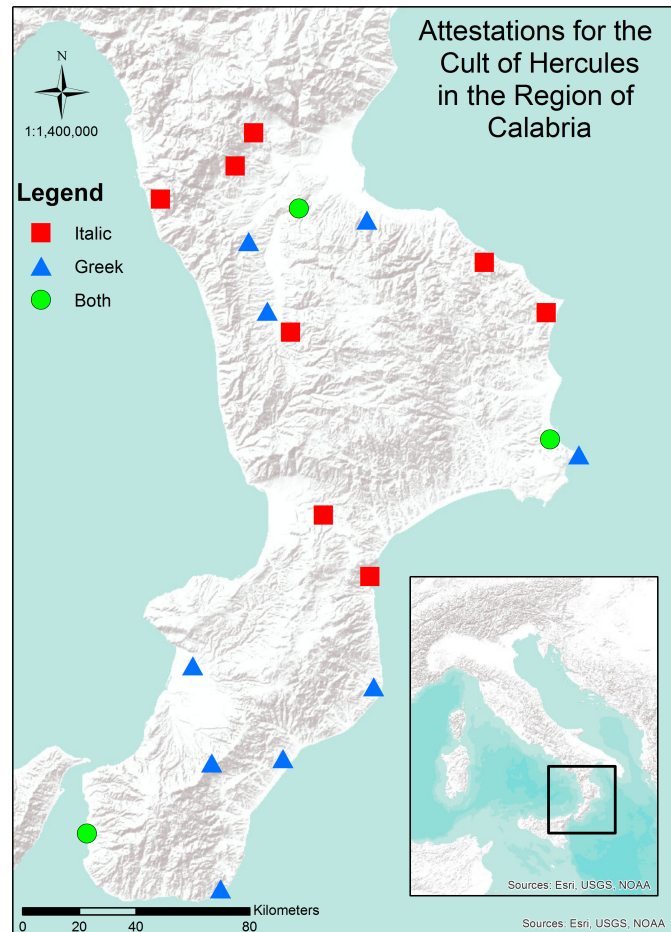 Attestations for the
Cult of Hercules
in the Region of
Calabria
N
1:1,400,000
Legend
Italic
Greek
Both
Sources: Esri, USGS, NOAA
Kilometers
0 20 40 80
Sources: Esri, USGS, NOAA